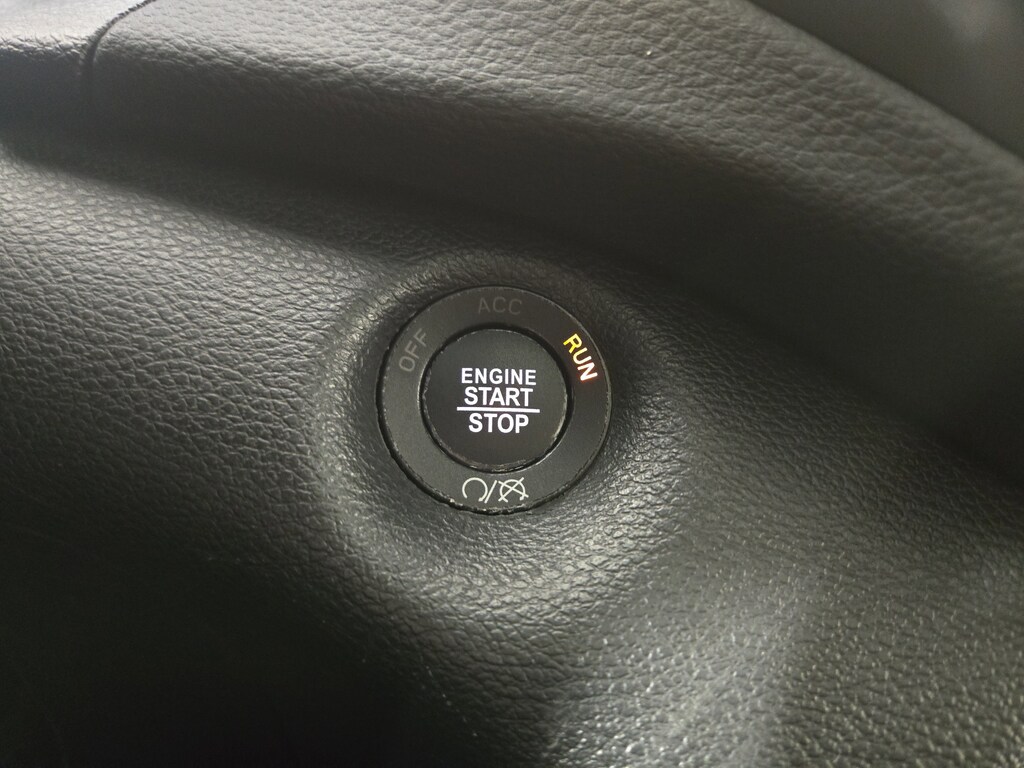 OFF
ACC
RUN
ENGINE
START
STOP